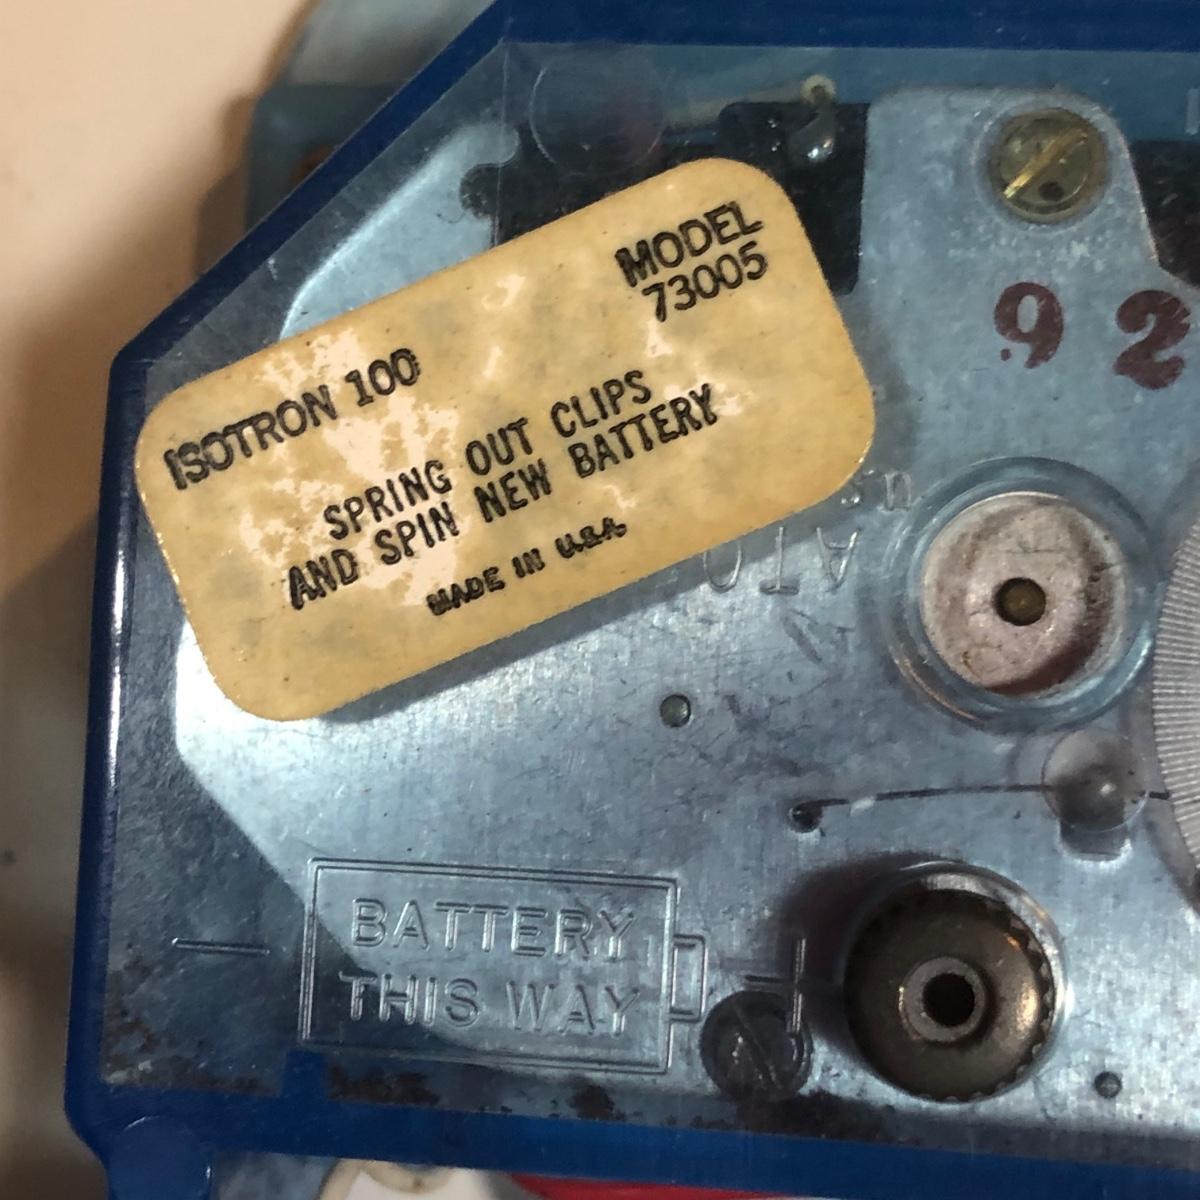 MODEL
73005
ISOTRON 100
SPRING OUT CLIPS
AND SPIN NEW BATTERY
MADE IN U.S.A.
92
BATTERY
THIS WAY